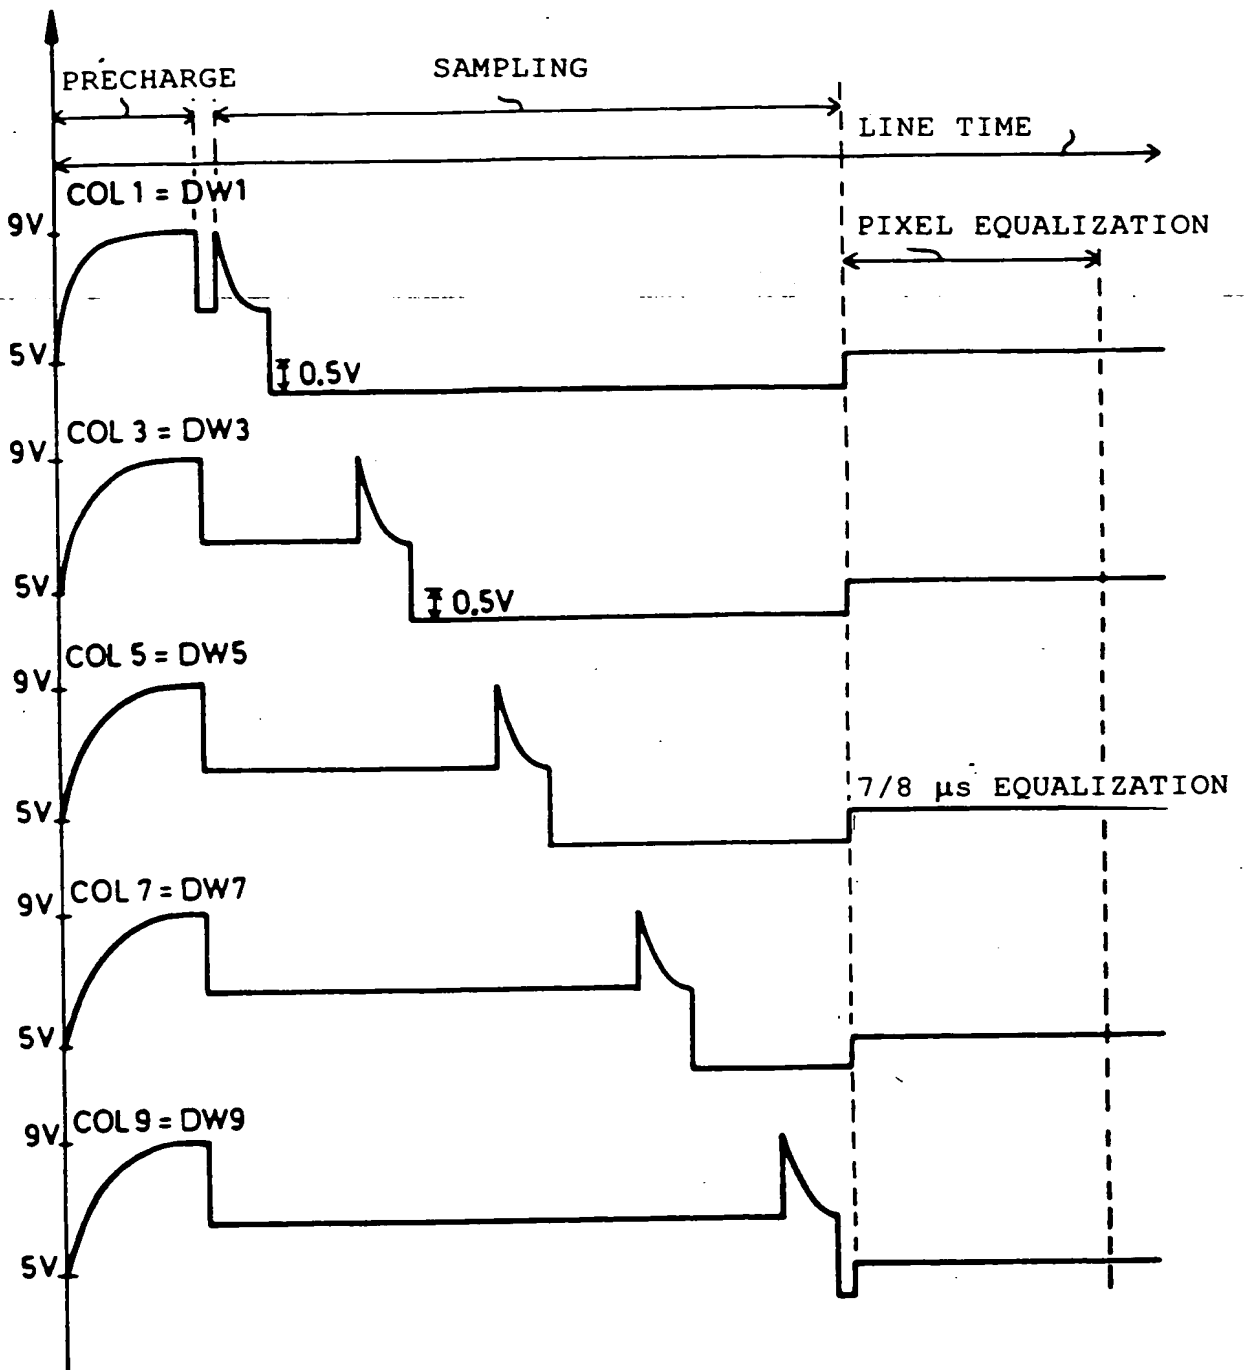 PRECHARGE
SAMPLING
LINE TIME
COL 1 = DW1
9V
PIXEL EQUALIZATION
5V
0.5V
COL 3 = DW3
9V
5V
0.5V
COL 5 = DW5
9V
7/8 µs EQUALIZATION
5V
COL 7 = DW7
9V
5V
COL 9 = DW9
9V
5V